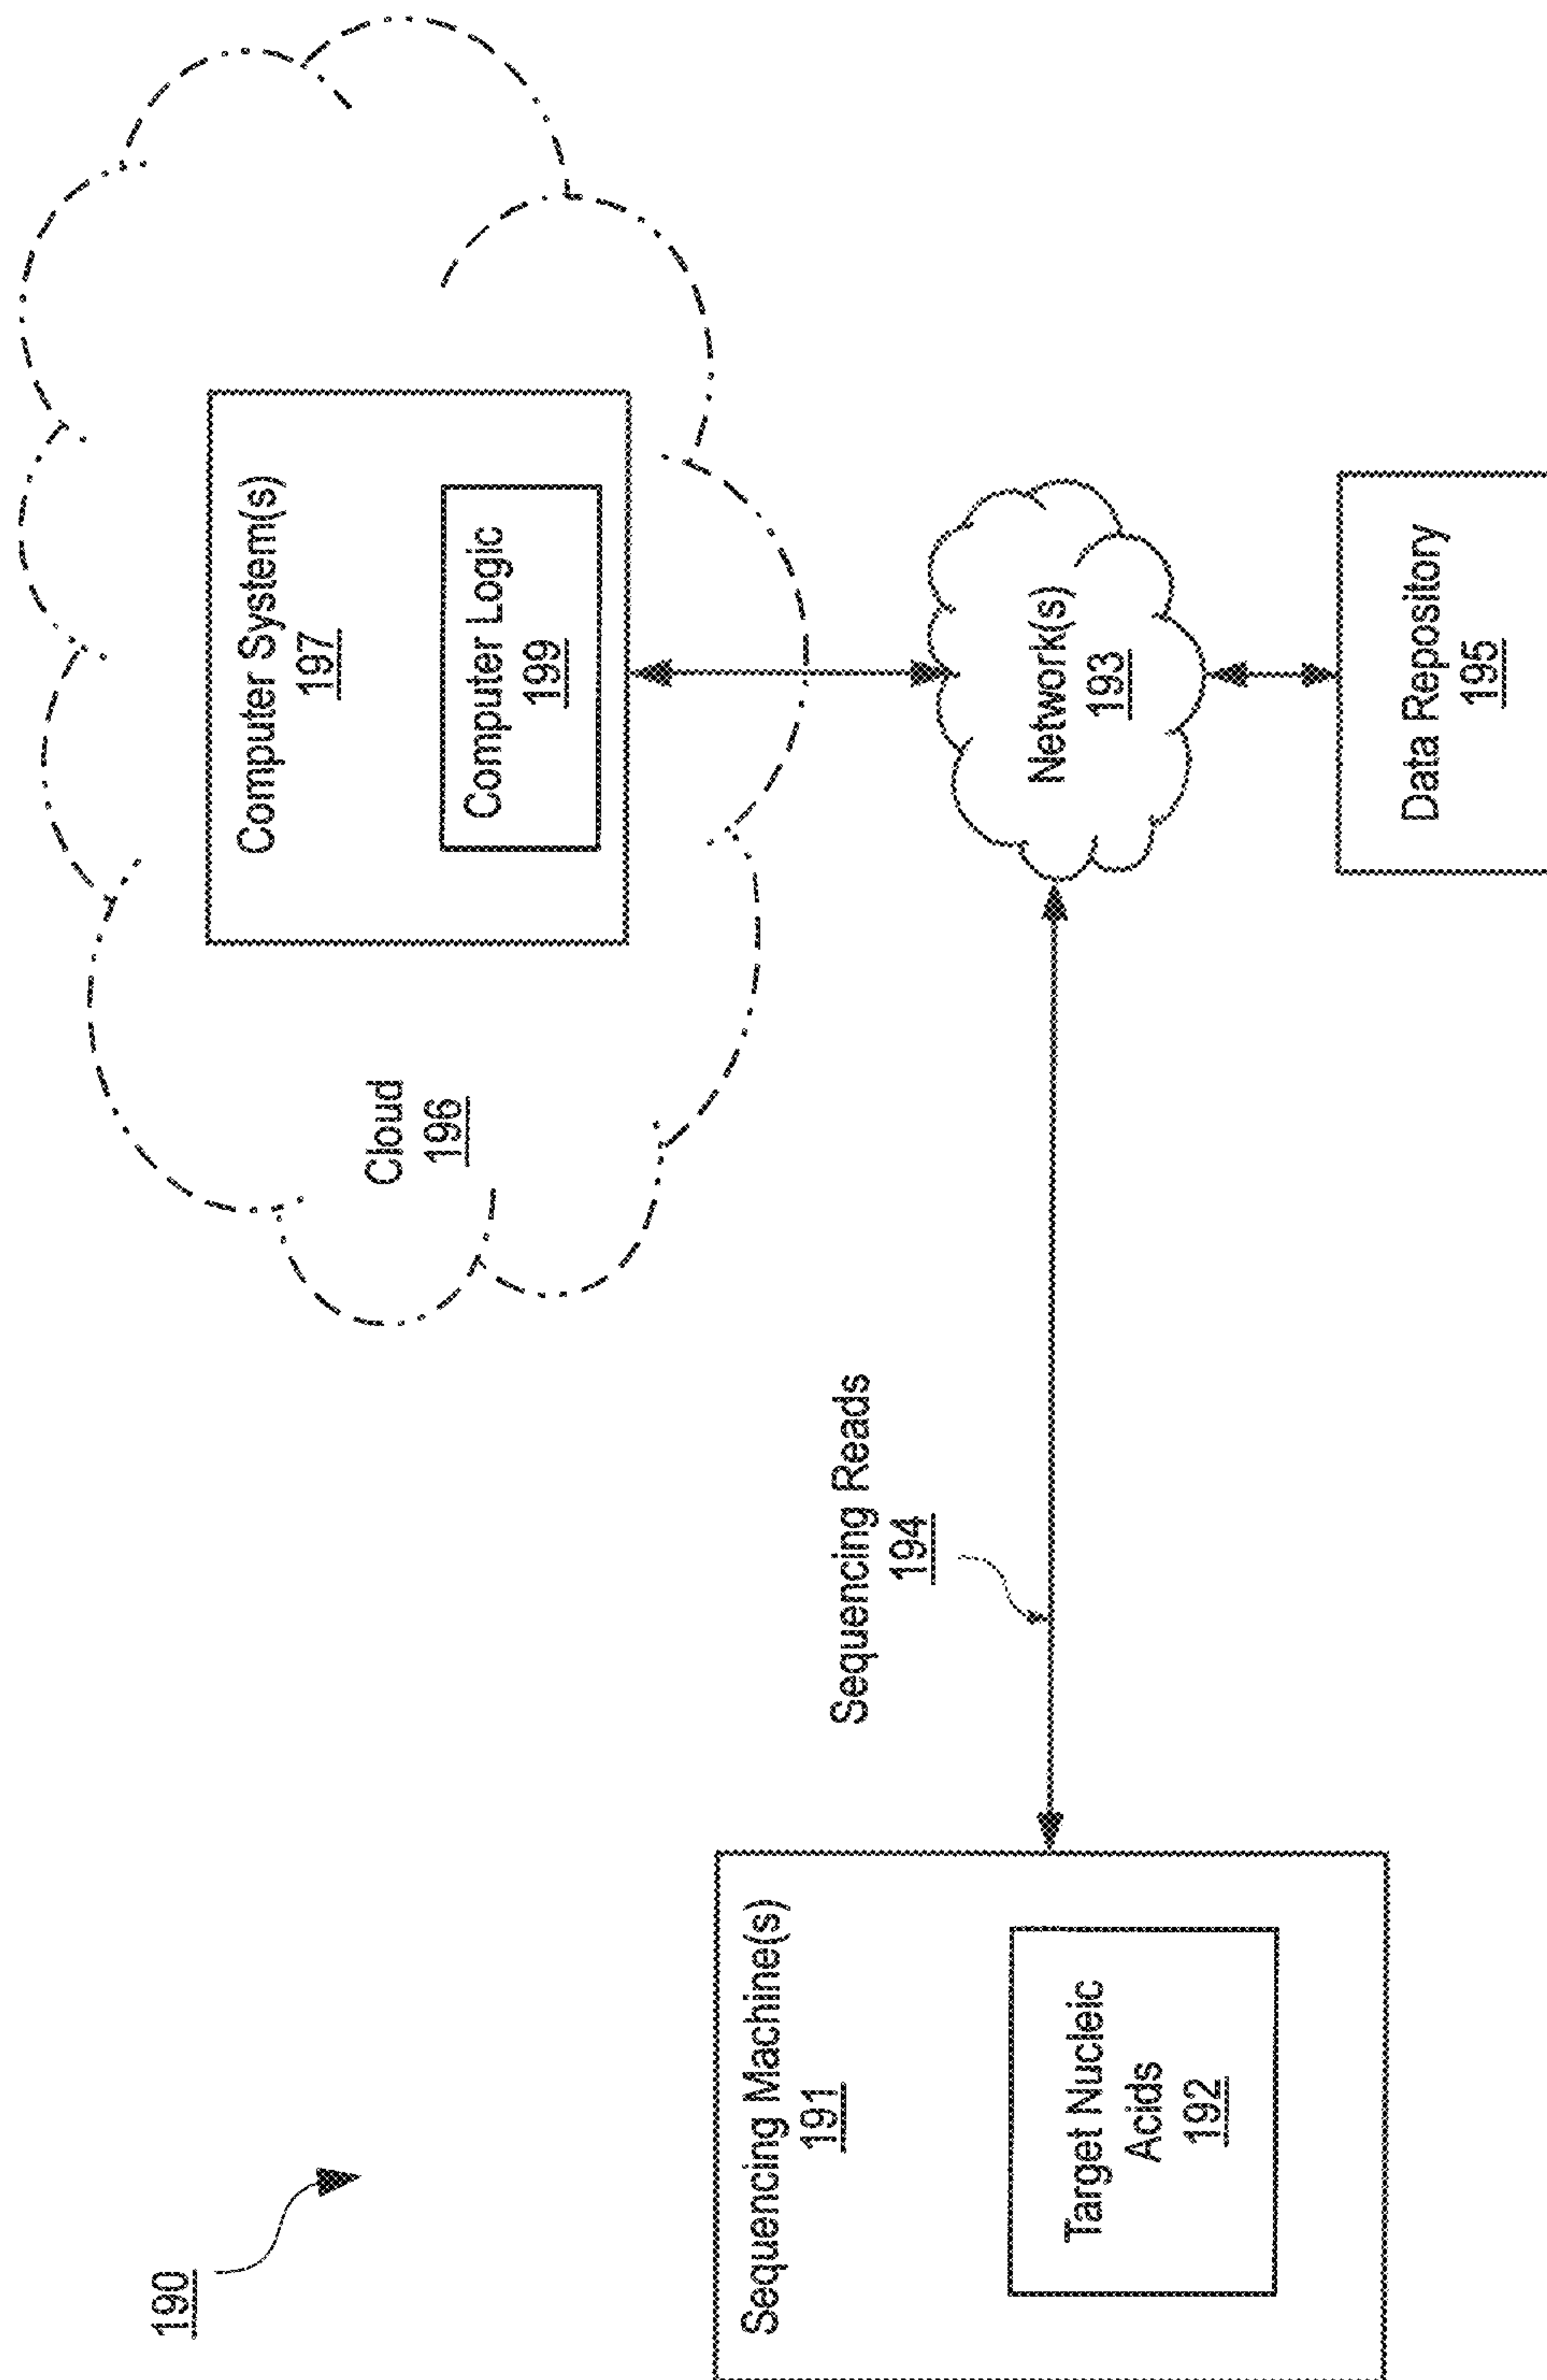 190
Cloud
196
Computer System(s)
197
Computer Logic
199
Sequencing Reads
194
Sequencing Machine(s)
191
Target Nucleic
Acids
192
Network(s)
193
Data Repository
195